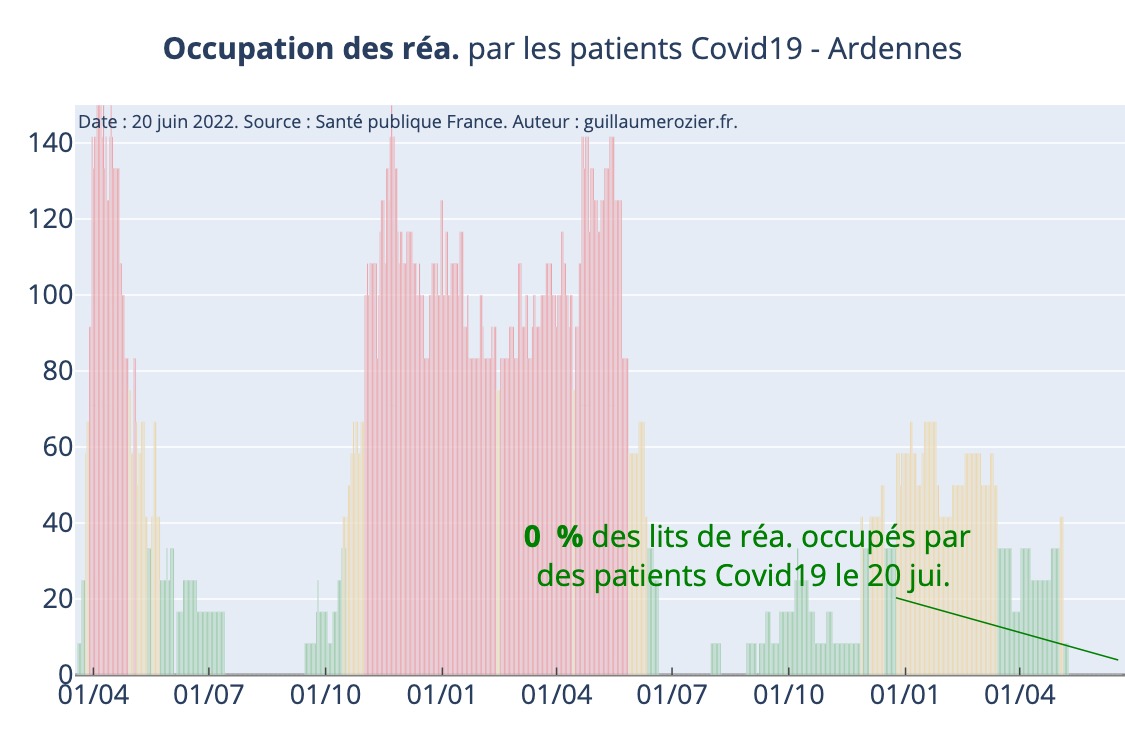 Occupation des réa. par les patients Covid19 - Ardennes
Date : 20 juin 2022. Source : Santé publique France. Auteur : guillaumerozier.fr.
140
120
100
80
60
40
20
0
0 % des lits de réa. occupés par
des patients Covid19 le 20 jui.
01/04 01/07 01/10 01/01 01/04 01/07 01/10 01/01 01/04